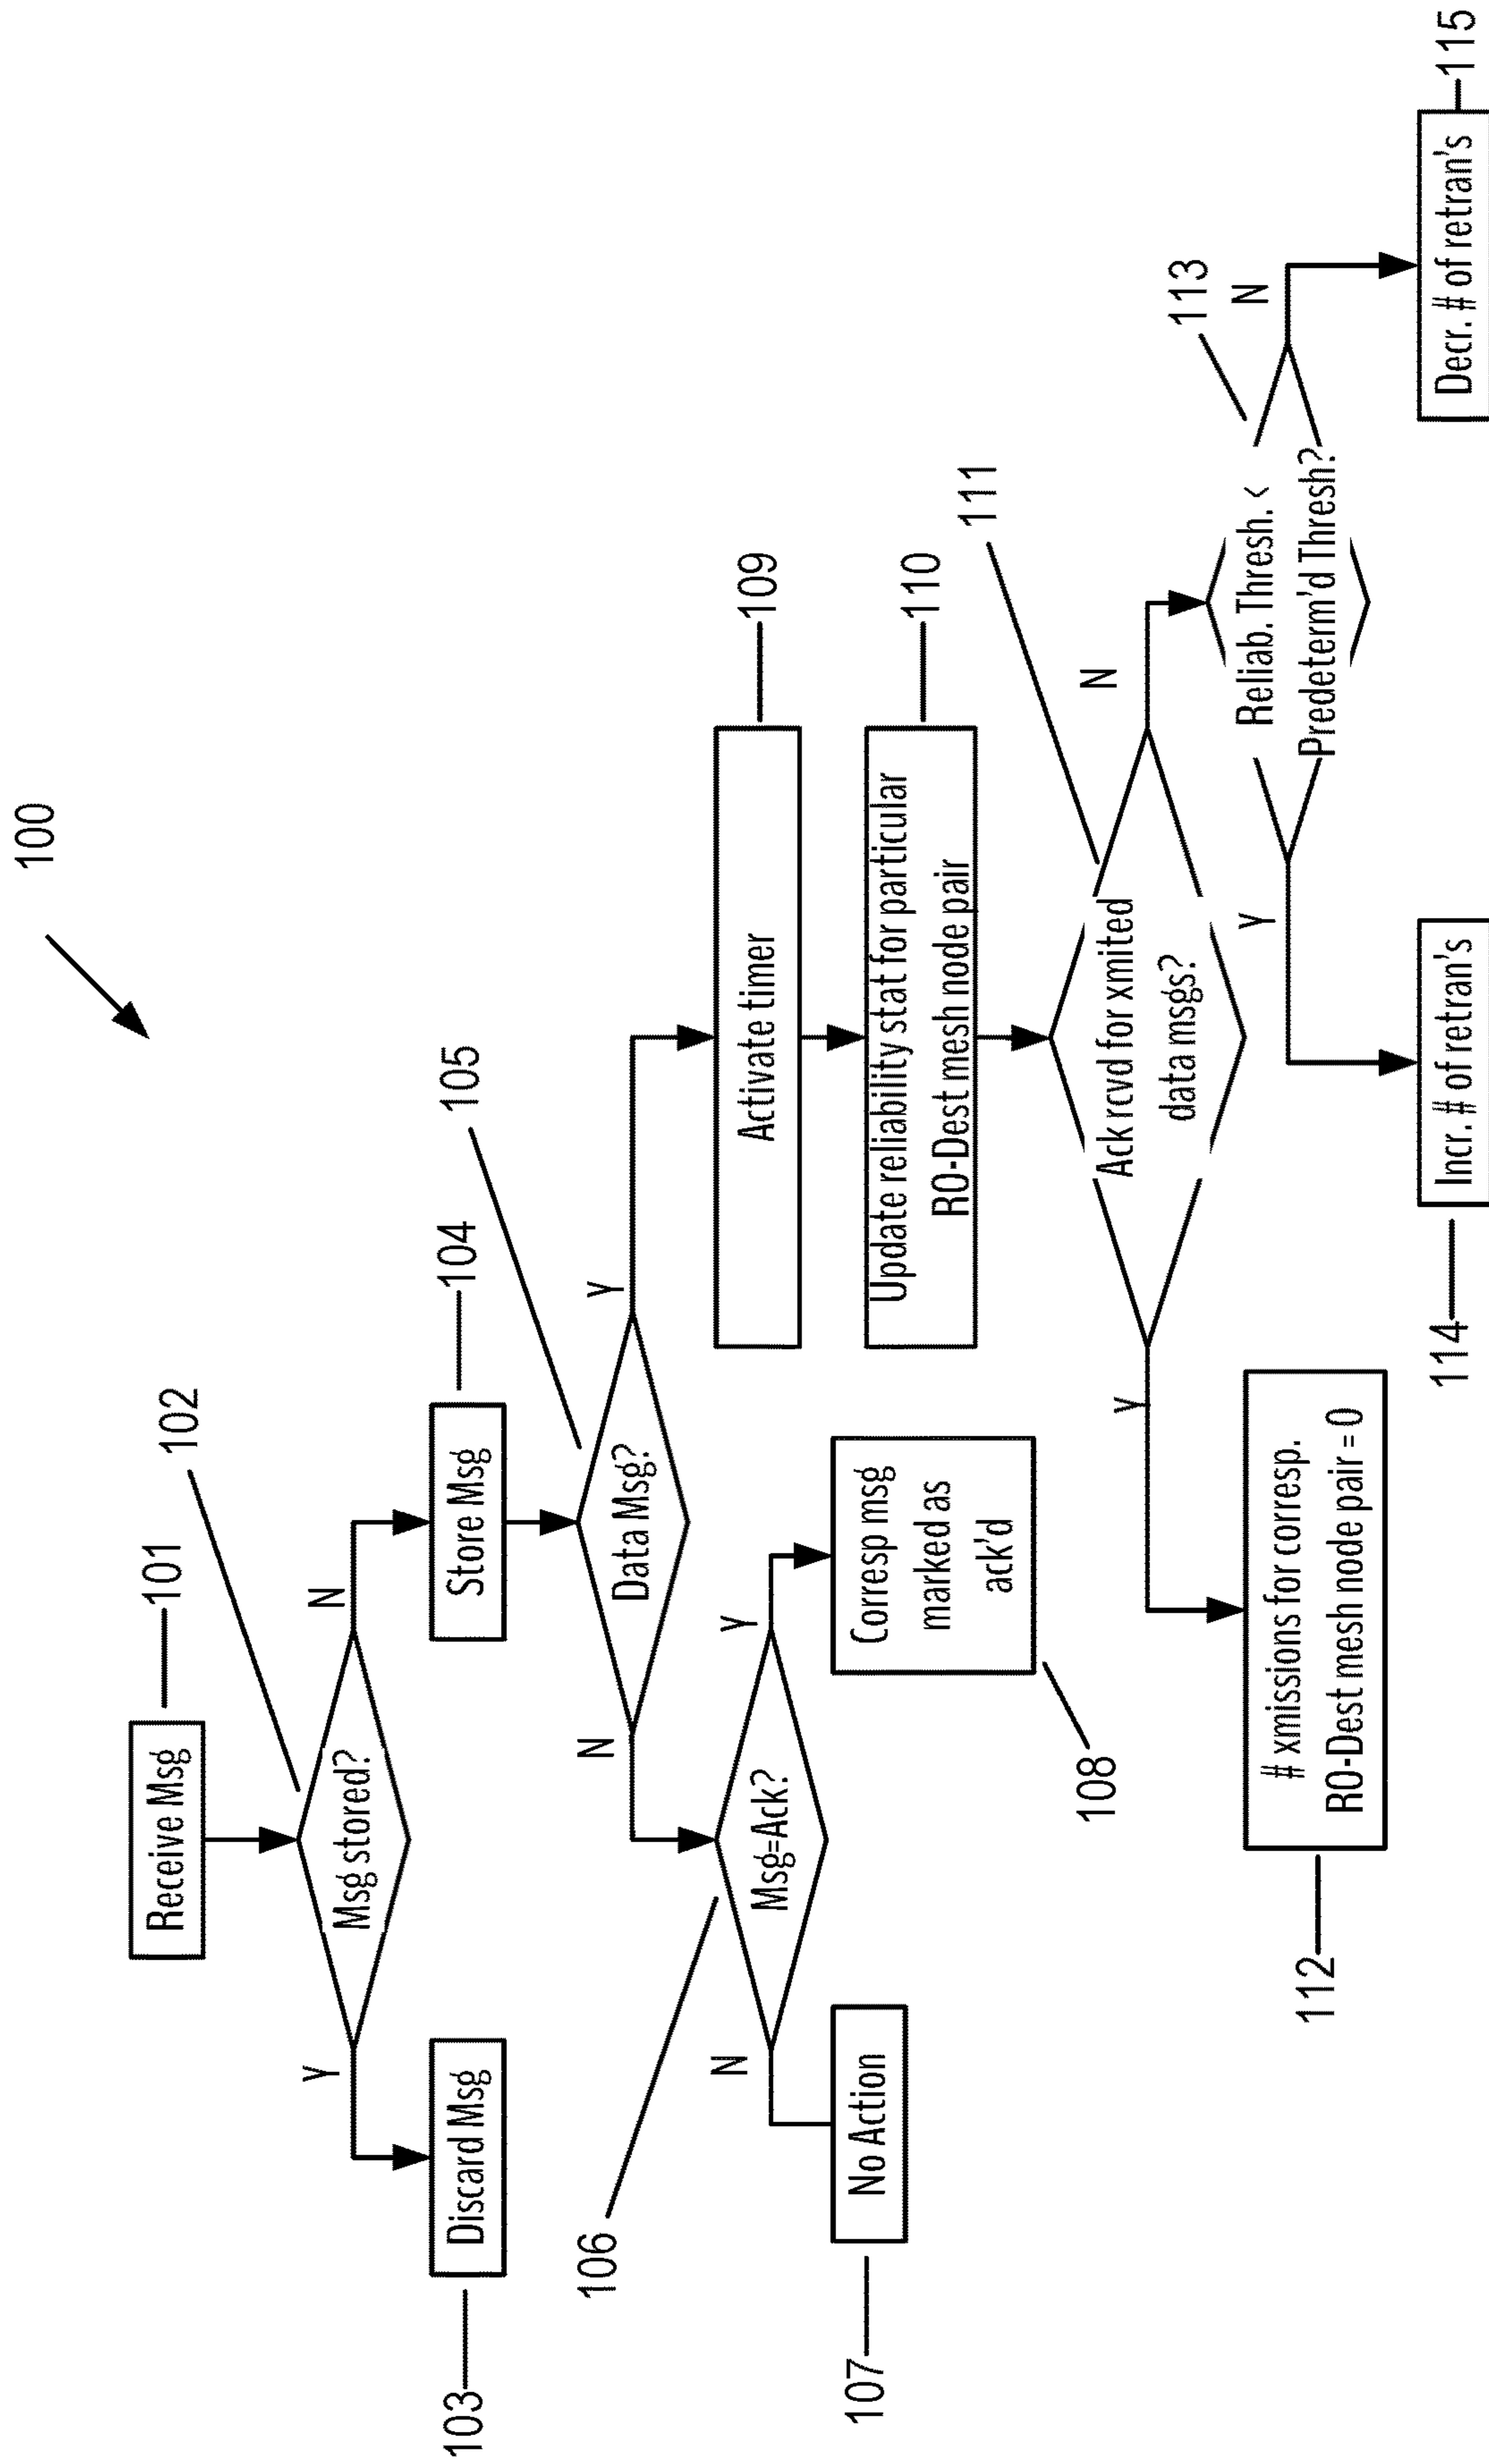 100
Receive Msg
101
Msg stored?
102
Y
N
Discard Msg
103
Store Msg
104
Data Msg?
105
N
Y
Msg=Ack?
106
N
Y
No Action
107
Corresp msg
marked as
ack'd
108
Activate timer
109
Update reliability stat for particular
RO-Dest mesh node pair
110
Ack rcvd for xmited
data msgs?
111
Y
N
# xmissions for corresp.
RO-Dest mesh node pair = 0
112
Reliab. Thresh. <
Predeterm'd Thresh?
113
Y
N
Incr. # of retran's
114
Decr. # of retran's
115